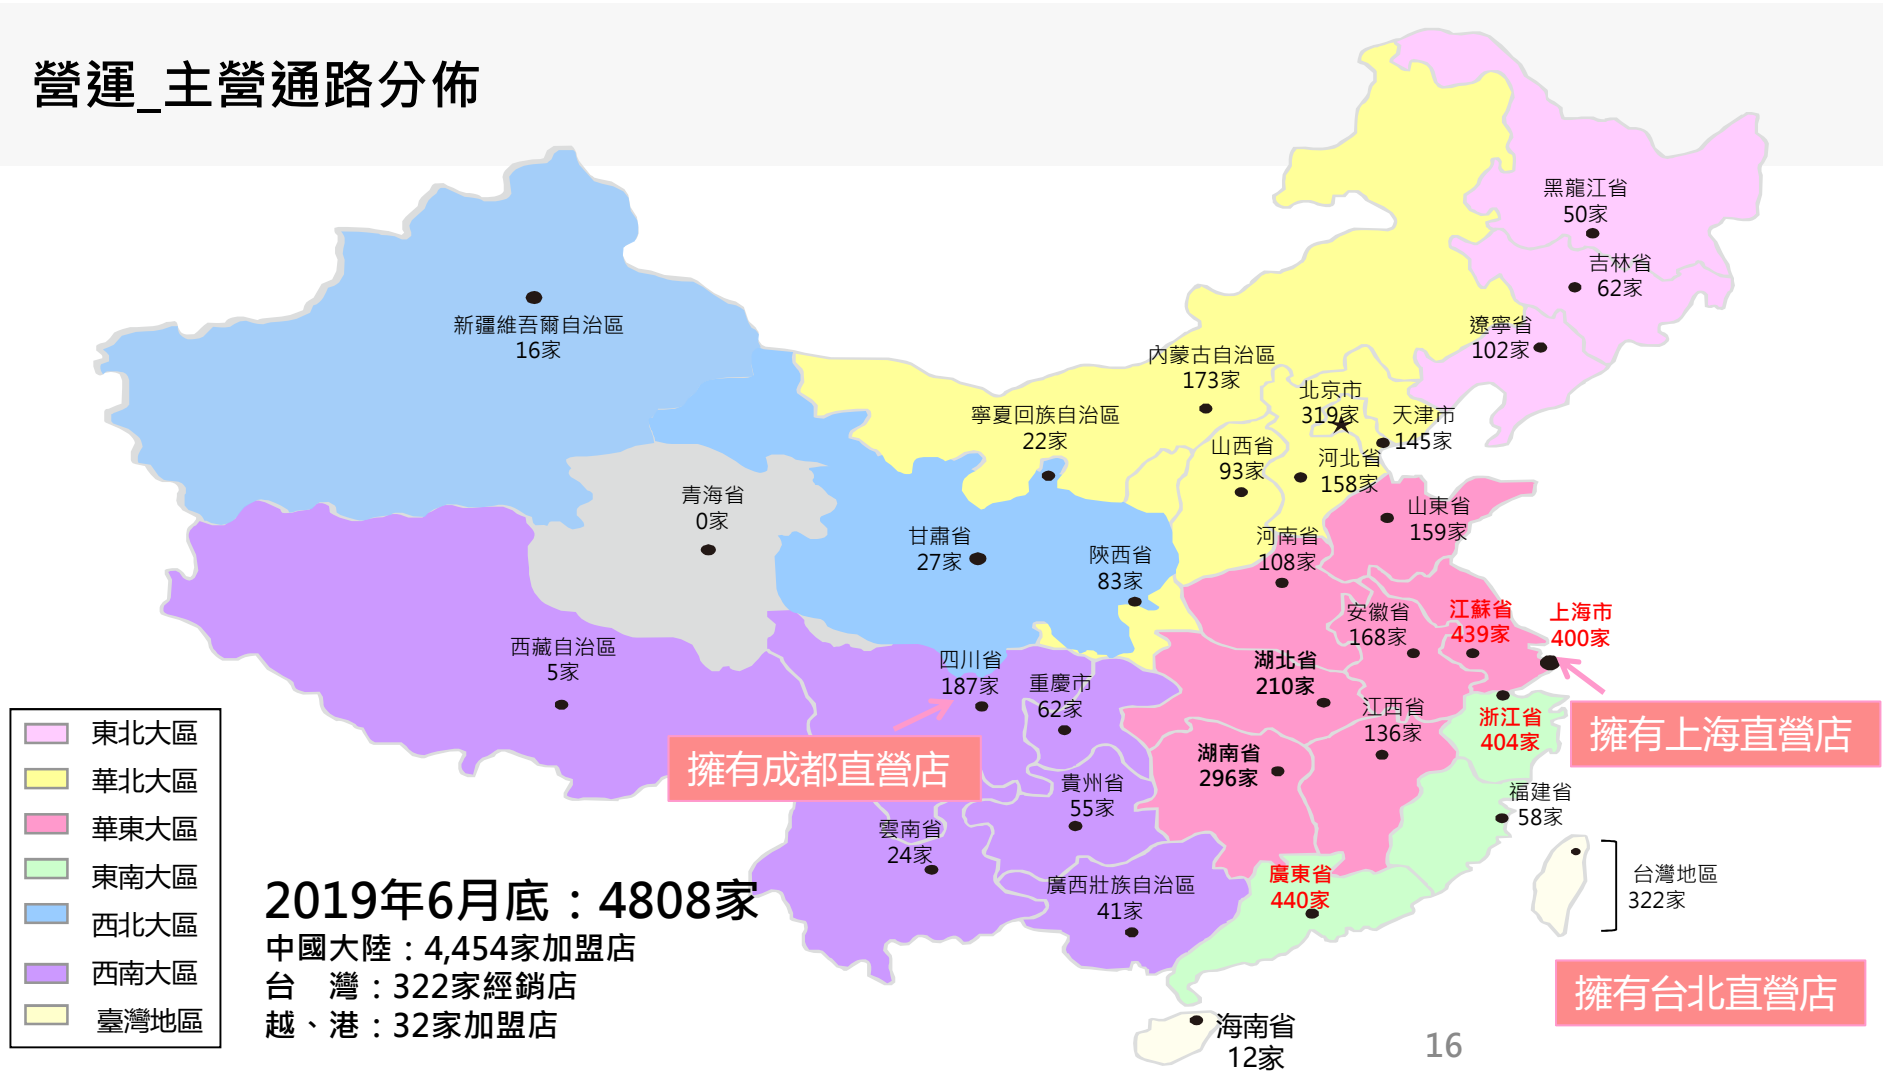 營運_主營通路分佈
黑龍江省
50家
吉林省
62家
遼寧省
102家
新疆維吾爾自治區
16家
內蒙古自治區
173家
北京市
319家
天津市
145家
寧夏回族自治區
22家
山西省
93家
河北省
158家
青海省
0家
山東省
159家
甘肅省
27家
陝西省
83家
河南省
108家
安徽省
168家
江蘇省
439家
上海市
400家
西藏自治區
5家
四川省
187家
重慶市
62家
湖北省
210家
江西省
136家
浙江省
404家
擁有上海直營店
擁有成都直營店
湖南省
296家
貴州省
55家
福建省
58家
雲南省
24家
廣西壯族自治區
41家
廣東省
440家
台灣地區
322家
擁有台北直營店
海南省
12家
東北大區
華北大區
華東大區
東南大區
西北大區
西南大區
臺灣地區
2019年6月底：4808家
中國大陸：4,454家加盟店
台　灣：322家經銷店
越、港：32家加盟店
16